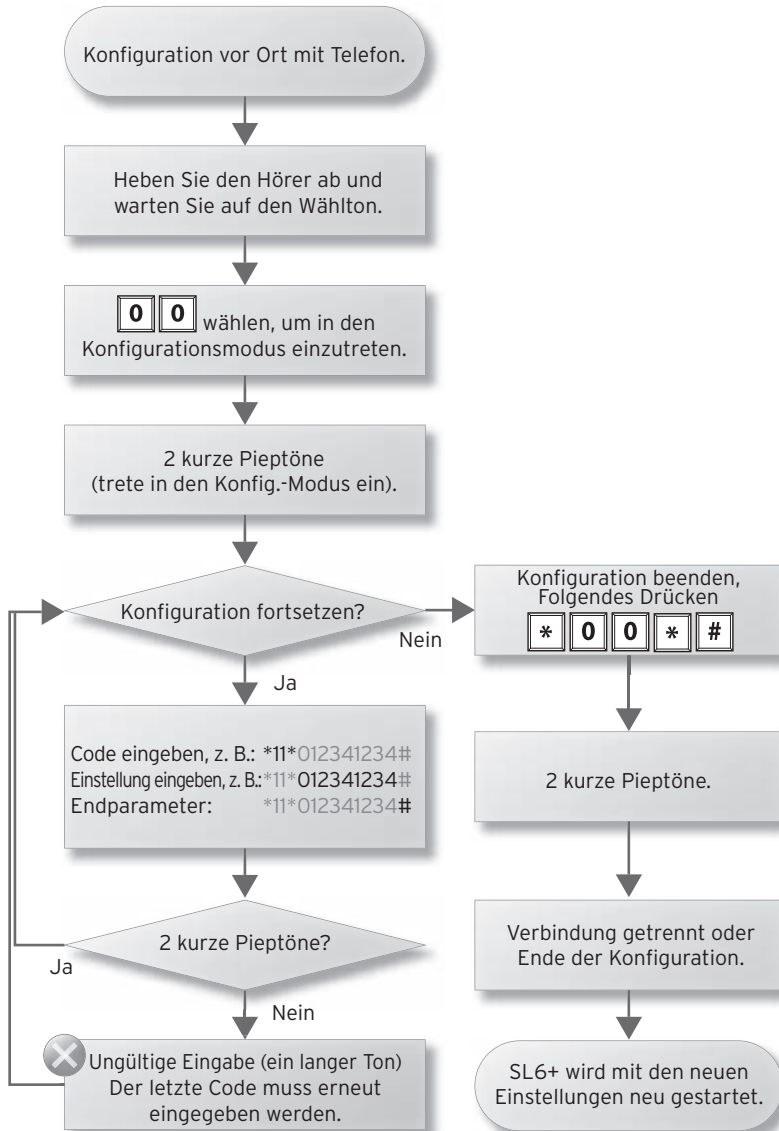 Konfiguration vor Ort mit Telefon.
Heben Sie den Hörer ab und
warten Sie auf den Wählton.
0 0 wählen, um in den
Konfigurationsmodus einzutreten.
2 kurze Pieptöne
(trete in den Konfig.-Modus ein).
Konfiguration fortsetzen?
Nein
Ja
Code eingeben, z. B.: *11*012341234#
Einstellung eingeben, z. B.:*11*012341234#
Endparameter: *11*012341234#
2 kurze Pieptöne?
Ja
Nein
Ungültige Eingabe (ein langer Ton)
Der letzte Code muss erneut
eingegeben werden.
Konfiguration beenden,
Folgendes Drücken
* 0 0 * #
2 kurze Pieptöne.
Verbindung getrennt oder
Ende der Konfiguration.
SL6+ wird mit den neuen
Einstellungen neu gestartet.